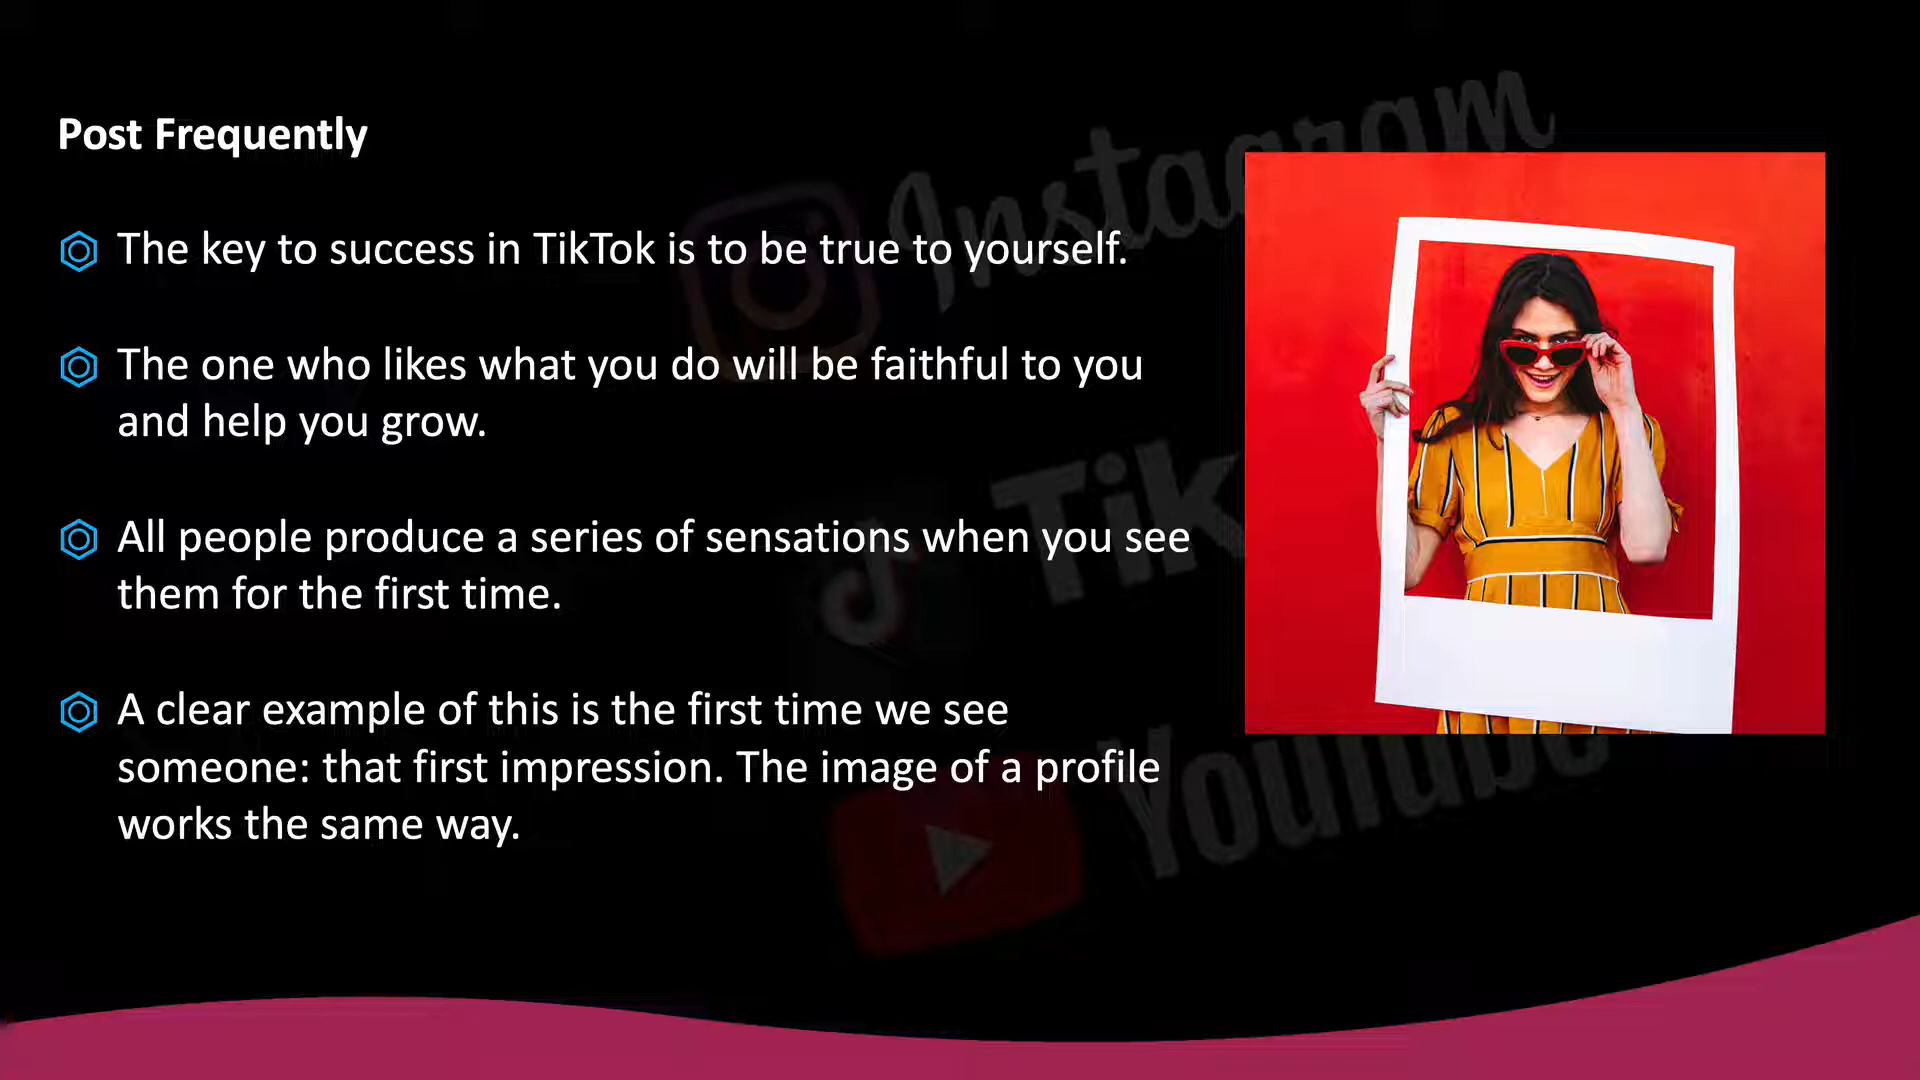 Post Frequently
The key to success in TikTok is to be true to yourself.
The one who likes what you do will be faithful to you
and help you grow.
All people produce a series of sensations when you see
them for the first time.
A clear example of this is the first time we see
someone: that first impression. The image of a profile
works the same way.
Instagram
Tik
Youtube